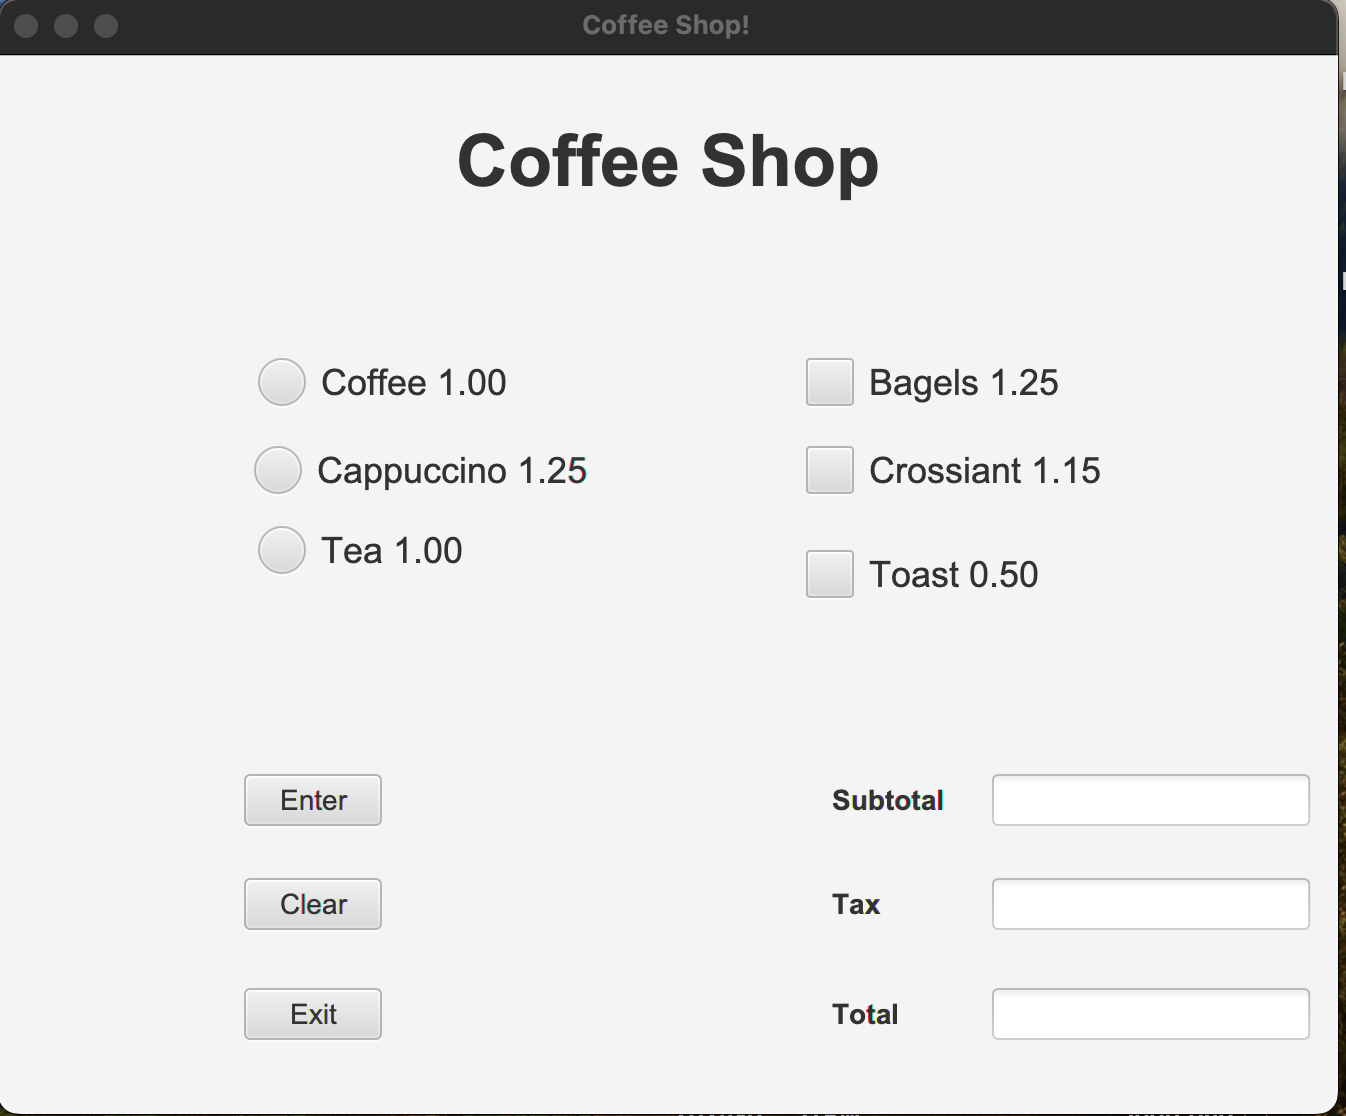 Coffee Shop!
Coffee Shop
Coffee 1.00
Bagels 1.25
Cappuccino 1.25
Crossiant 1.15
Tea 1.00
Toast 0.50
Enter
Subtotal
Clear
Tax
Exit
Total